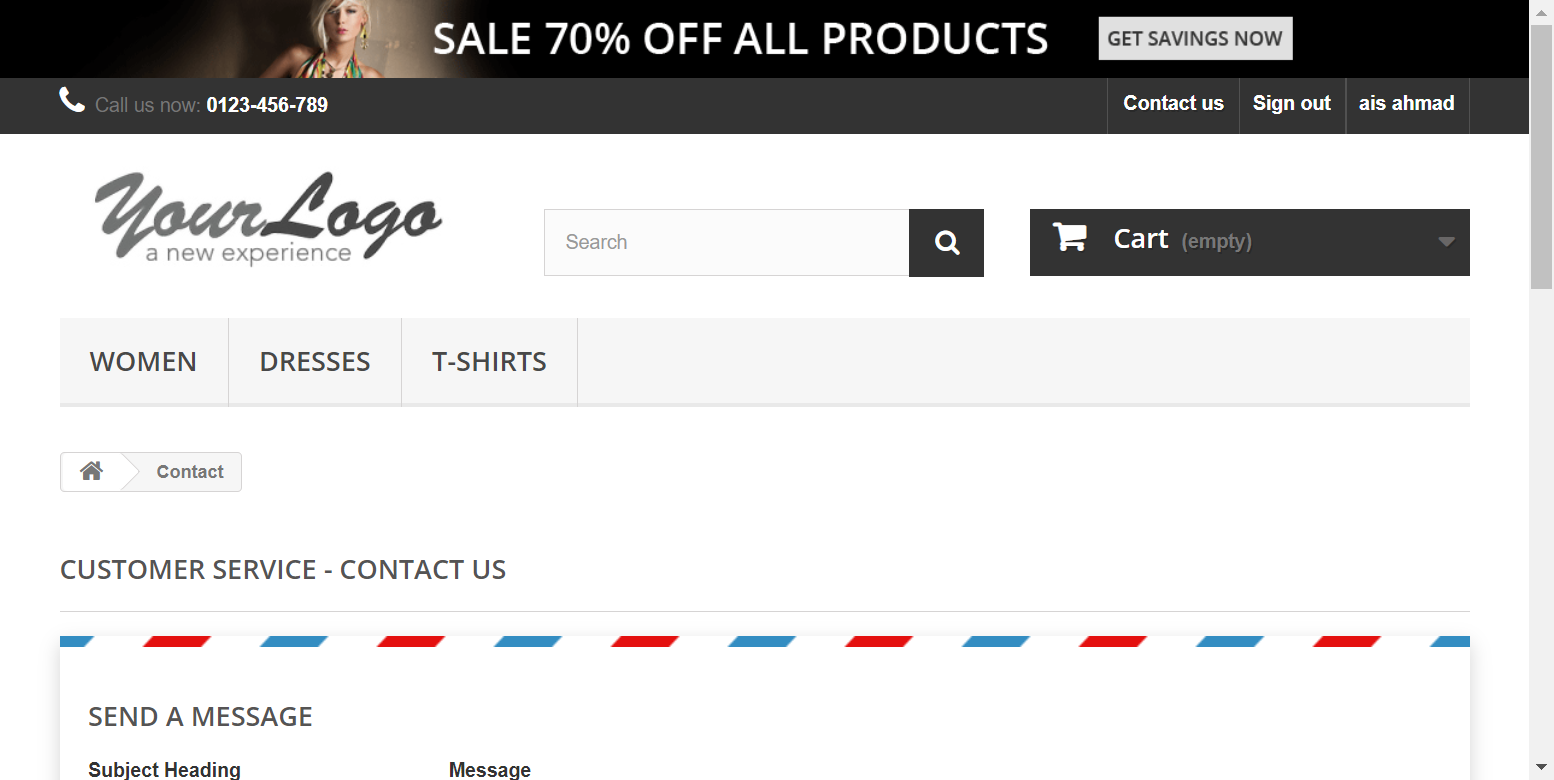 SALE 70% OFF ALL PRODUCTS GET SAVINGS NOW
Call us now: 0123-456-789 Contact us Sign out ais ahmad
YourLogo
a new experience
Search Cart (empty)
WOMEN DRESSES T-SHIRTS
Contact
CUSTOMER SERVICE - CONTACT US
SEND A MESSAGE
Subject Heading Message